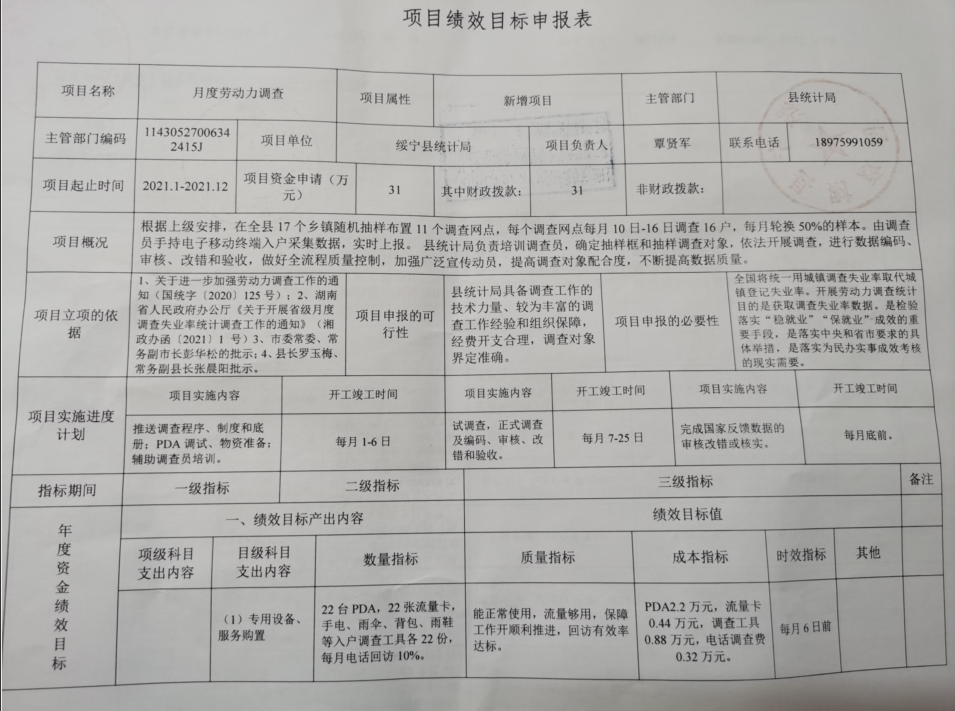 项目绩效目标申报表
项目名称 月度劳动力调查 项目属性 新增项目 主管部门 县统计局
主管部门编码 1143052700634 项目单位 绥宁县统计局 项目负责人 覃贤军 联系电话 18975991059
2415J
项目起止时间 2021.1-2021.12 项目资金申请（万 31 其中财政拨款： 31 非财政拨款：
元）
项目概况
根据上级安排，在全县 17 个乡镇随机抽样布置 11 个调查网点，每个调查网点每月 10 日-16 日调查 16 户，每月轮换 50%的样本。由调查
员手持电子移动终端入户采集数据，实时上报。 县统计局负责培训调查员，确定抽样框和抽样调查对象，依法开展调查，进行数据编码、
审核、改错和验收，做好全流程质量控制，加强广泛宣传动员，提高调查对象配合度，不断提高数据质量。
项目立项的依
据
1、关于进一步加强劳动力调查工作的通
知（国统字〔2020〕125 号）；2、湖南
省人民政府办公厅《关于开展省级月度
调查失业率统计调查工作的通知》（湘
政办函〔2021〕1 号）；3、市委常委、常
务副市长彭华松的批示；4、县长罗玉梅、
常务副县长张晨阳批示。
项目申报的可
行性
县统计局具备调查工作的
技术力量、较为丰富的调
查工作经验和组织保障，
经费开支合理，调查对象
界定准确。
项目申报的必要性
全国将统一用城镇调查失业率取代城
镇登记失业率。开展劳动力调查统计
目的是获取调查失业率数据。是检验
落实“稳就业”“保就业”成效的重
要手段，是落实中央和省市要求的具
体举措，是落实为民办实事成效考核
的现实需要。
项目实施进度
计划
项目实施内容 开工竣工时间 项目实施内容 开工竣工时间 项目实施内容 开工竣工时间
推送调查程序、制度和底
册；PDA 调试、物资准备；
辅助调查员培训。
每月 1-6 日
试调查，正式调查
及编码、审核、改
错和验收。
每月 7-25 日
完成国家反馈数据的
审核改错或核实。
每月底前。
指标期间 一级指标 二级指标 三级指标 备注
年度资金绩效目标
一、绩效目标产出内容 绩效目标值
项级科目
支出内容
目级科目
支出内容
数量指标 质量指标 成本指标 时效指标 其他
（1）专用设备、
服务购置
22 台 PDA，22 张流量卡，
手电、雨伞、背包、雨鞋
等入户调查工具各 22 份，
每月电话回访 10%。
能正常使用，流量够用，保障
工作开顺利推进，回访有效率
达标。
PDA2.2 万元，流量卡
0.44 万元，调查工具
0.88 万元，电话调查费
0.32 万元。
每月 6 日前